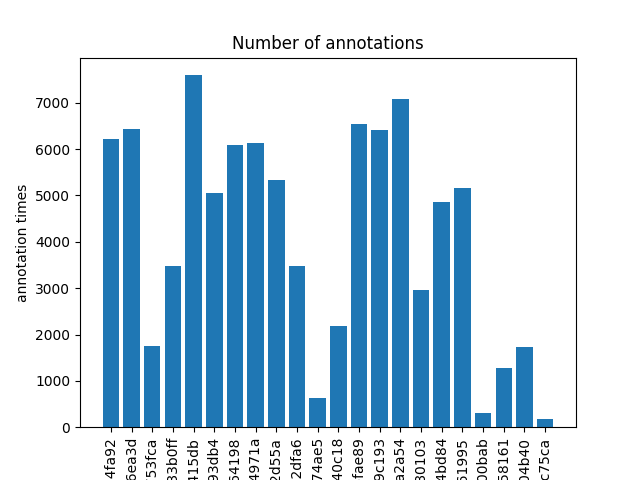 Number of annotations
annotation times
7000
6000
5000
4000
3000
2000
1000
0
4fa92
6ea3d
53fca
33b0ff
415db
93db4
64198
4971a
2d55a
2dfa6
74ae5
40c18
fae89
9c193
a2a54
30103
4bd84
61995
00bab
58161
04b40
c75ca